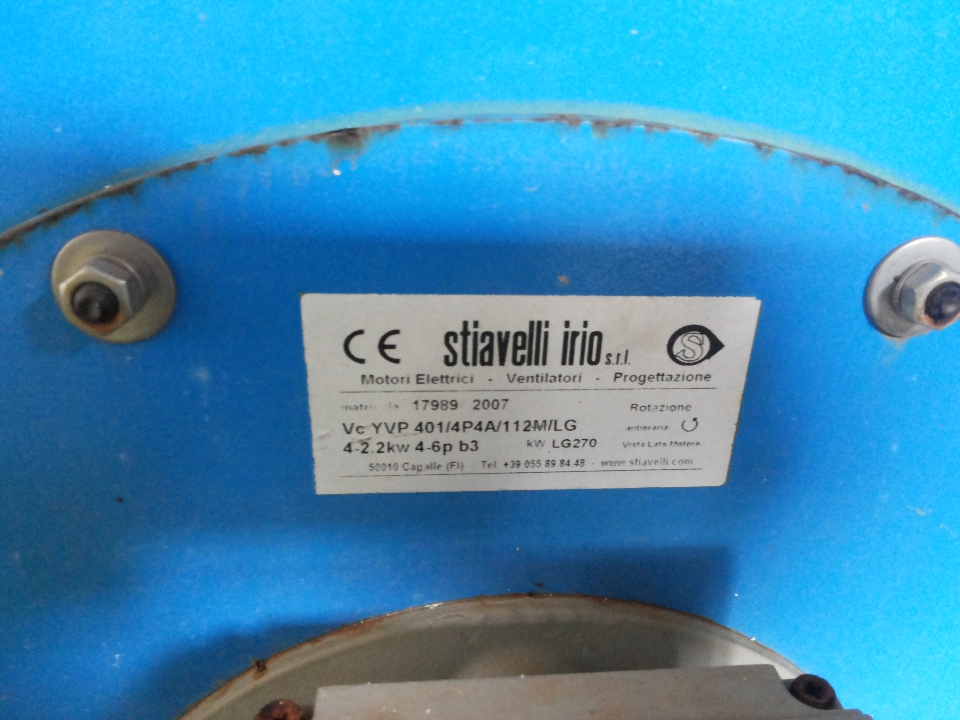 CE stiavelli irio s.r.l. S
Motori Elettrici - Ventilatori - Progettazione
17989 2007 Rotazione
Vc YVP 401/4P4A/112M/LG antioraria
4-2.2kw 4-6p b3 kW LG270 Vista Lato Motore
50010 Capalle (FI) - Tel. +39 055 89 84 48 - www.stiavelli.com